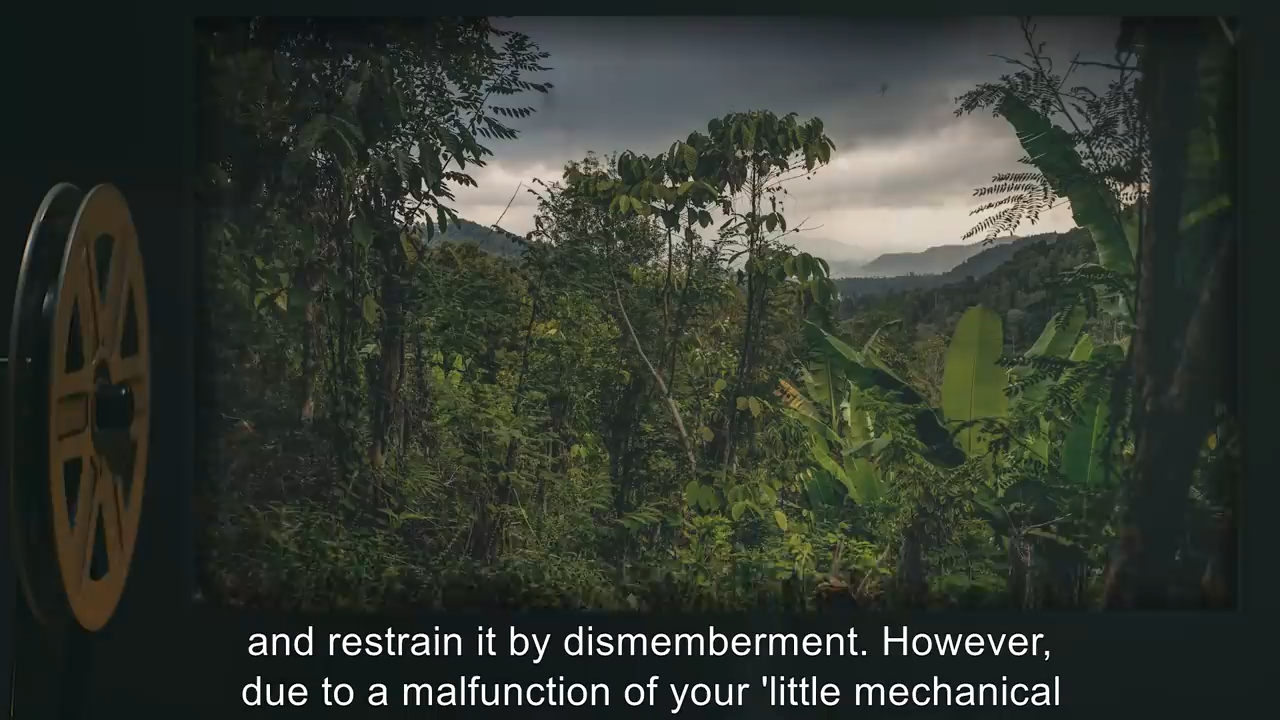 and restrain it by dismemberment. However,
due to a malfunction of your 'little mechanical